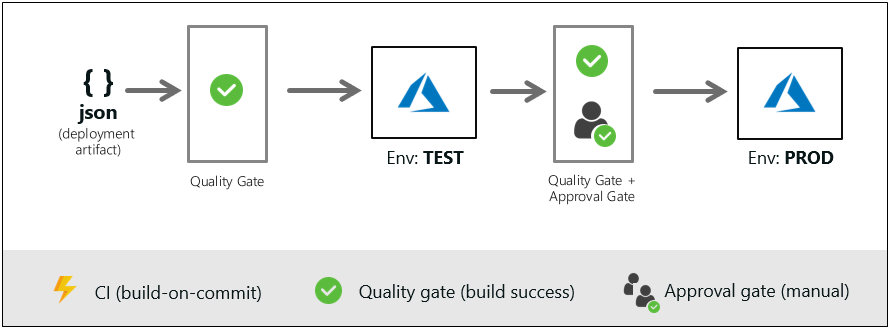 { }
json
(deployment
artifact)
Quality Gate
Env: TEST
Quality Gate +
Approval Gate
Env: PROD
CI (build-on-commit)
Quality gate (build success)
Approval gate (manual)